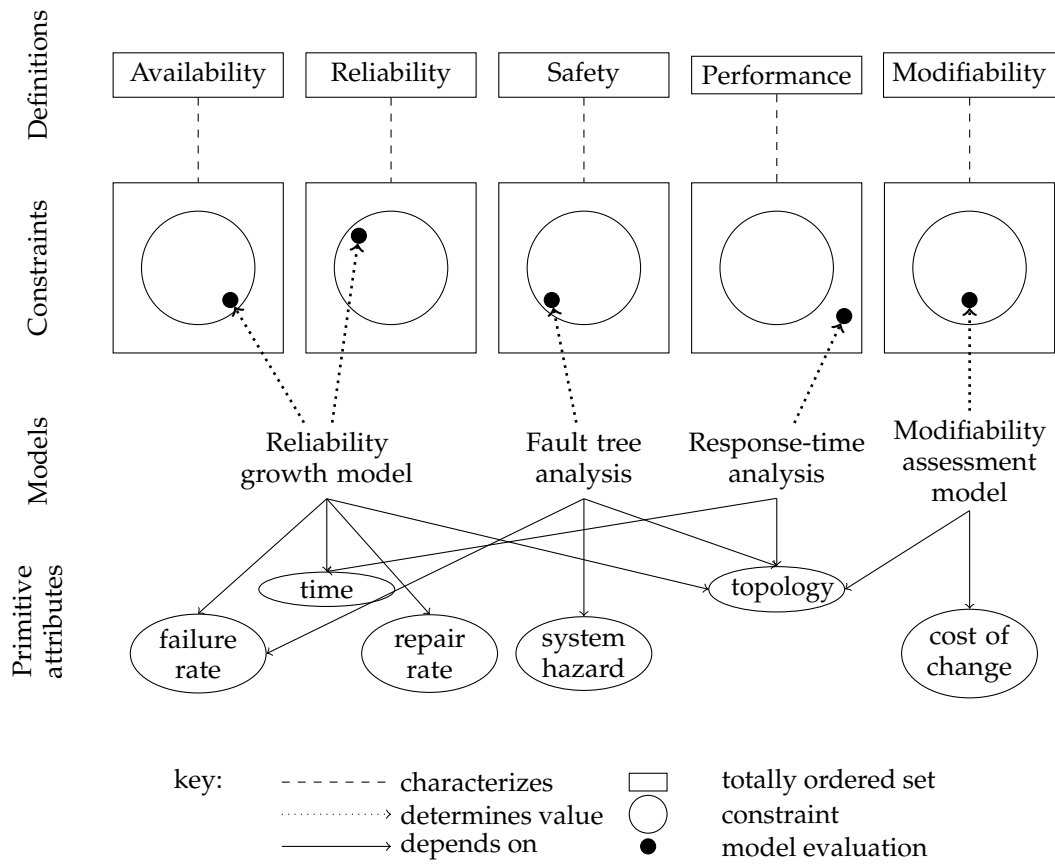 Definitions
Availability
Reliability
Safety
Performance
Modifiability
Constraints
Models
Reliability
growth model
Fault tree
analysis
Response-time
analysis
Modifiability
assessment
model
Primitive
attributes
time
topology
failure
rate
repair
rate
system
hazard
cost of
change
key:
characterizes
totally ordered set
determines value
constraint
depends on
model evaluation